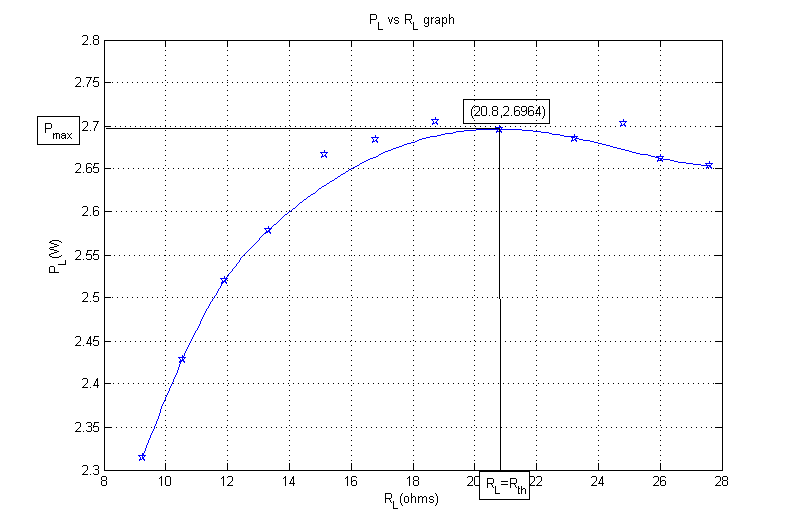 P_L vs R_L graph
2.8
2.75
2.7
2.65
2.6
2.55
2.5
2.45
2.4
2.35
2.3
P_max
(20.8,2.6964)
P_L(W)
8 10 12 14 16 18 20 22 24 26 28
R_L=R_th
R_L(ohms)